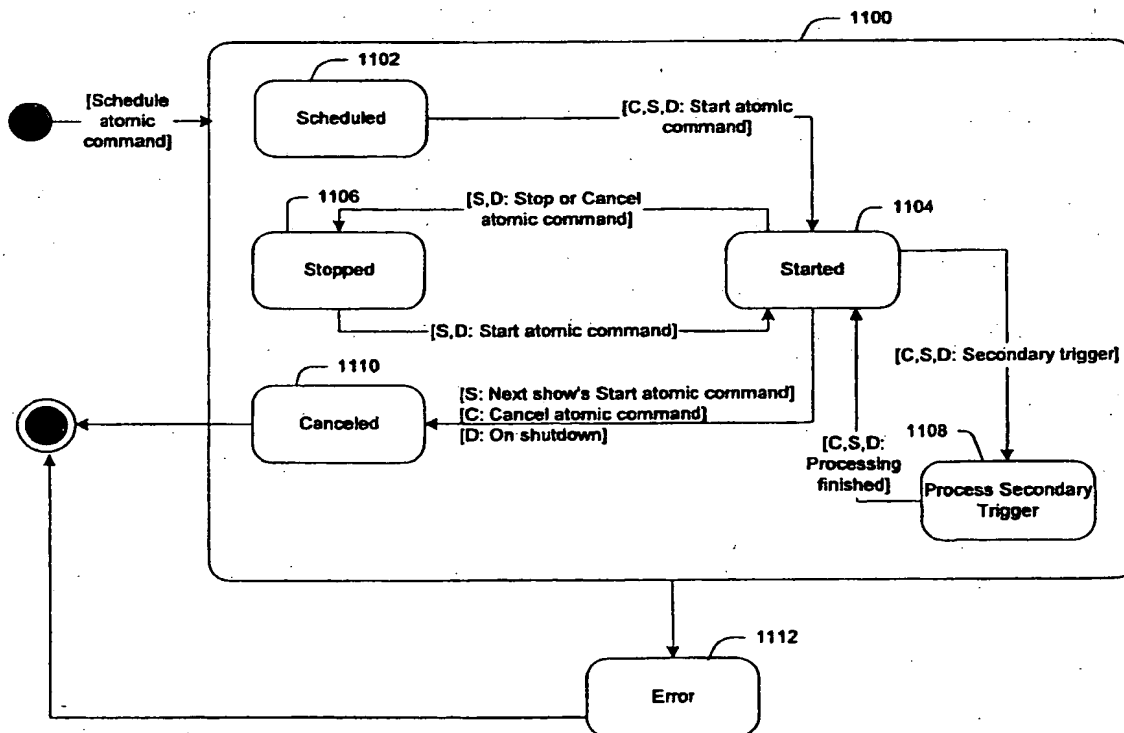 1100
1102
[Schedule
atomic
command]
Scheduled
[C,S,D: Start atomic
command]
1106
[S,D: Stop or Cancel
atomic command]
1104
Stopped
Started
[S,D: Start atomic command]
[C,S,D: Secondary trigger]
1110
[S: Next show's Start atomic command]
[C: Cancel atomic command]
[D: On shutdown]
Canceled
[C,S,D:
Processing
finished]
1108
Process Secondary
Trigger
1112
Error